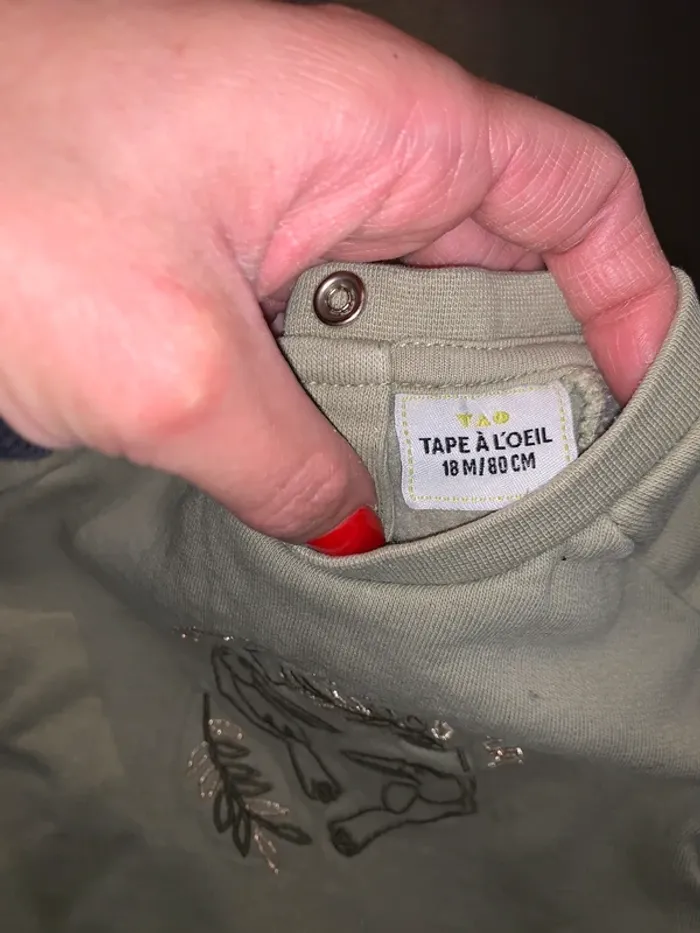 TAO
TAPE À L'OEIL
18 M/80 CM